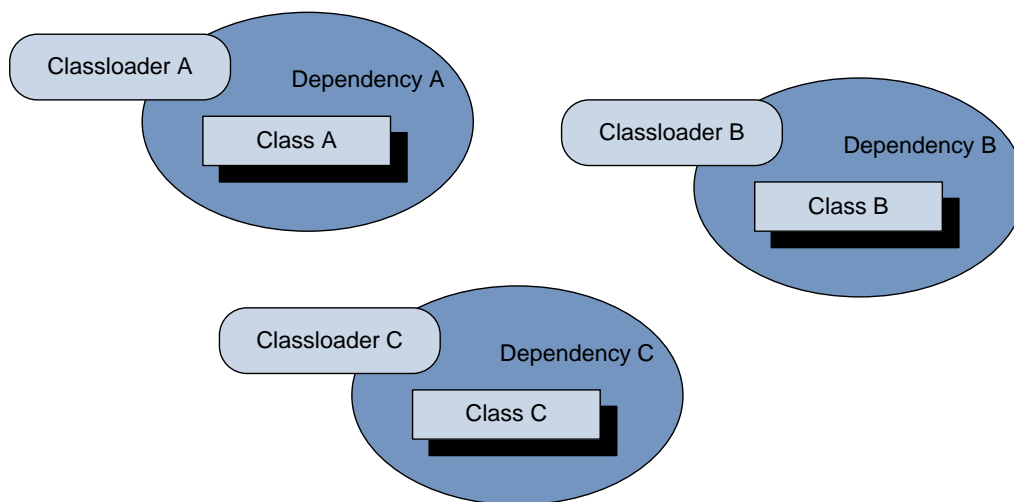 Classloader A
Dependency A
Class A
Classloader B
Dependency B
Class B
Classloader C
Dependency C
Class C